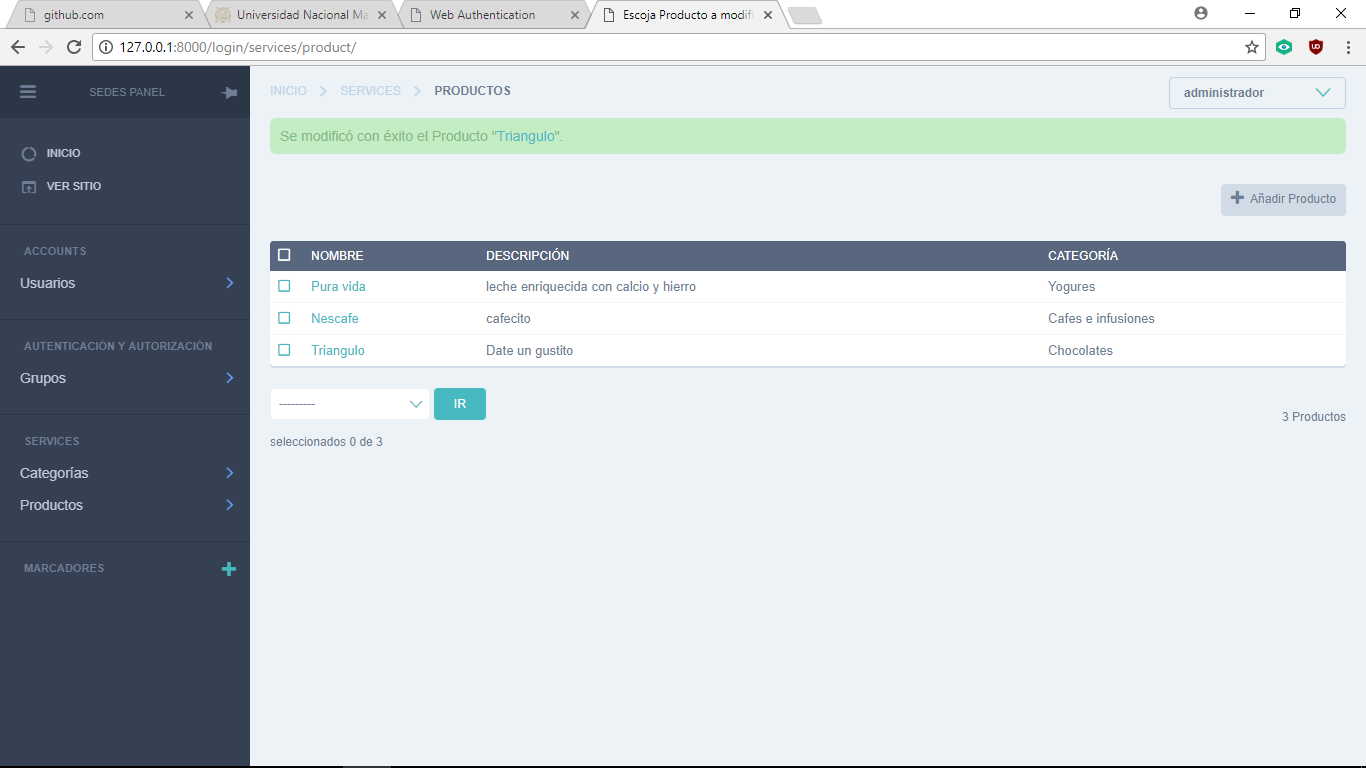 github.com
Universidad Nacional Ma
Web Authentication
Escoja Producto a modif
127.0.0.1:8000/login/services/product/
SEDES PANEL
INICIO
VER SITIO
ACCOUNTS
Usuarios
AUTENTICACIÓN Y AUTORIZACIÓN
Grupos
SERVICES
Categorías
Productos
MARCADORES
INICIO > SERVICES > PRODUCTOS
administrador
Se modificó con éxito el Producto "Triangulo".
Añadir Producto
NOMBRE DESCRIPCIÓN CATEGORÍA
Pura vida leche enriquecida con calcio y hierro Yogures
Nescafe cafecito Cafes e infusiones
Triangulo Date un gustito Chocolates
--------- IR
3 Productos
seleccionados 0 de 3